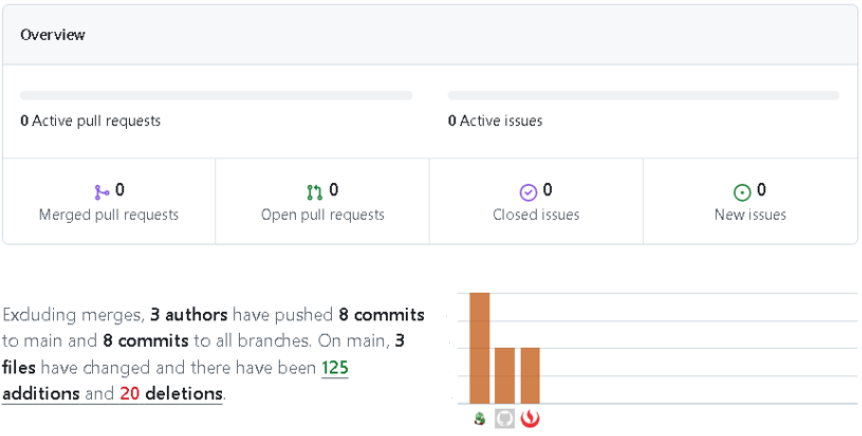 Overview
0 Active pull requests
0 Active issues
0
Merged pull requests
0
Open pull requests
0
Closed issues
0
New issues
Excluding merges, 3 authors have pushed 8 commits
to main and 8 commits to all branches. On main, 3
files have changed and there have been 125
additions and 20 deletions.